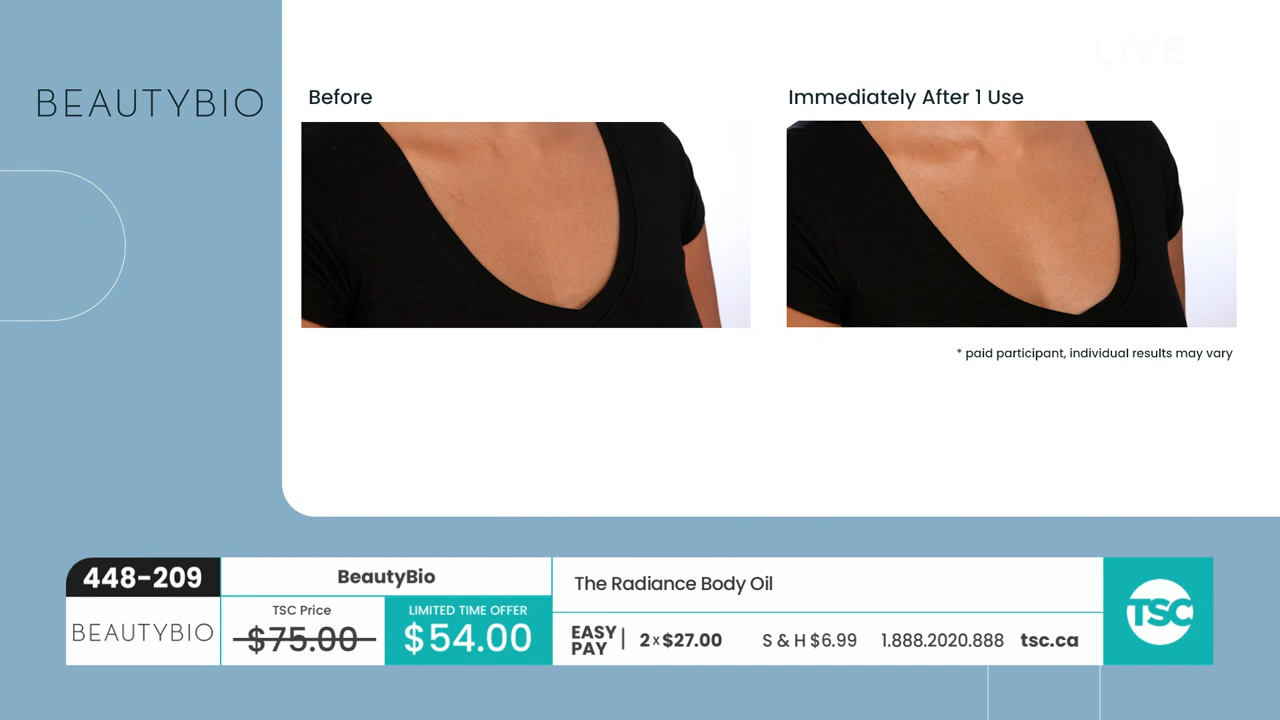 LIVE
BEAUTYBIO
Before
Immediately After 1 Use
* paid participant, individual results may vary
448-209
BeautyBio
The Radiance Body Oil
BEAUTYBIO
TSC Price
$75.00
LIMITED TIME OFFER
$54.00
EASY PAY | 2x$27.00 S & H $6.99 1.888.2020.888 tsc.ca
TSC